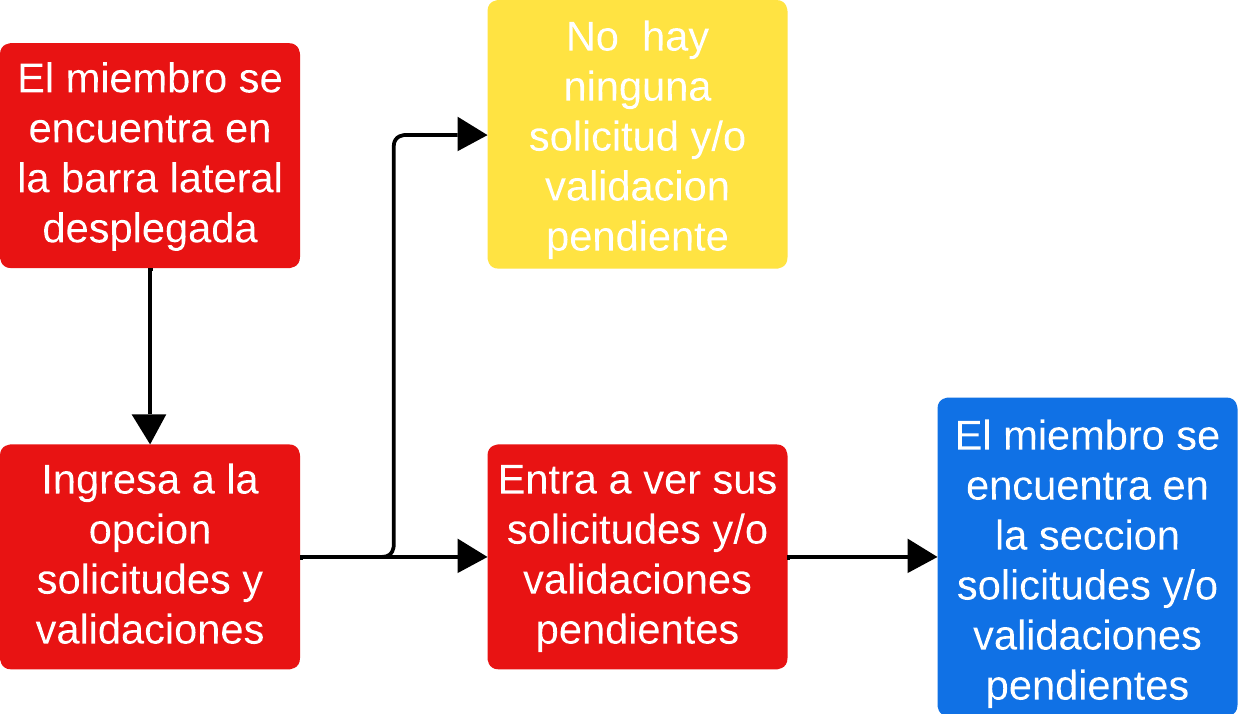 El miembro se
encuentra en
la barra lateral
desplegada
No  hay
ninguna
solicitud y/o
validacion
pendiente
Ingresa a la
opcion
solicitudes y
validaciones
Entra a ver sus
solicitudes y/o
validaciones
pendientes
El miembro se
encuentra en
la seccion
solicitudes y/o
validaciones
pendientes